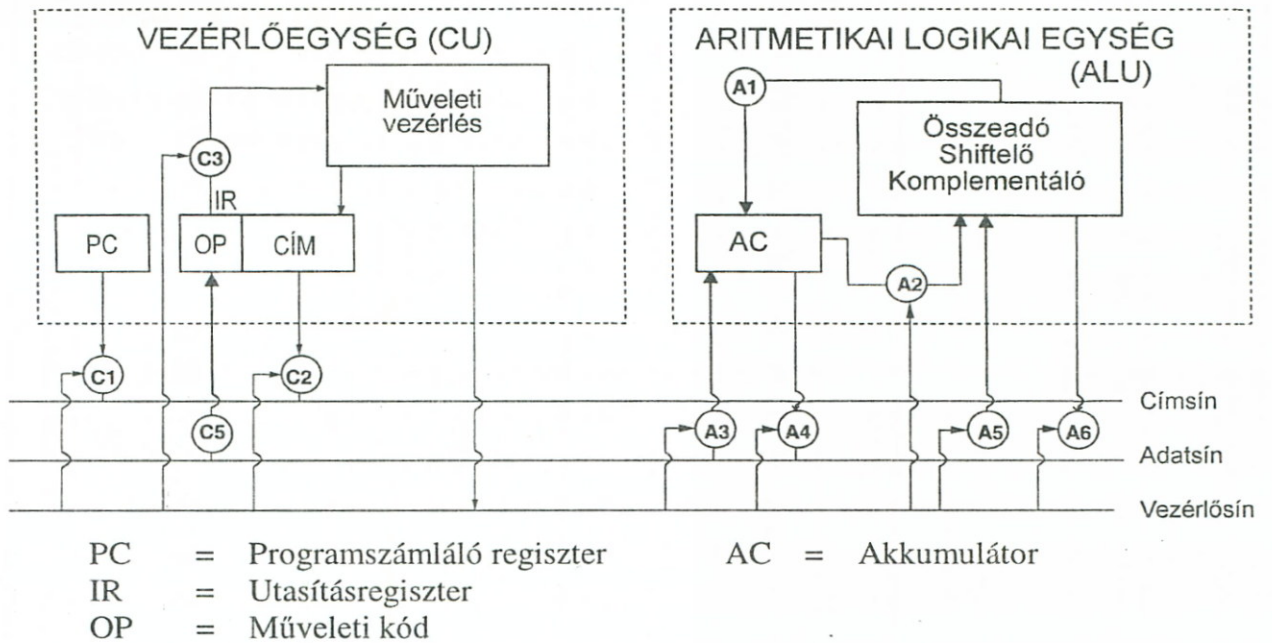 VEZÉRLŐEGYSÉG (CU)
Műveleti
vezérlés
C3
IR
PC
OP
CÍM
C1
C2
C5
ARITMETIKAI LOGIKAI EGYSÉG
(ALU)
A1
Összeadó
Shiftelő
Komplementáló
AC
A2
A3
A4
A5
A6
Címsín
Adatsín
Vezérlősín
PC = Programszámláló regiszter
IR = Utasításregiszter
OP = Műveleti kód
AC = Akkumulátor